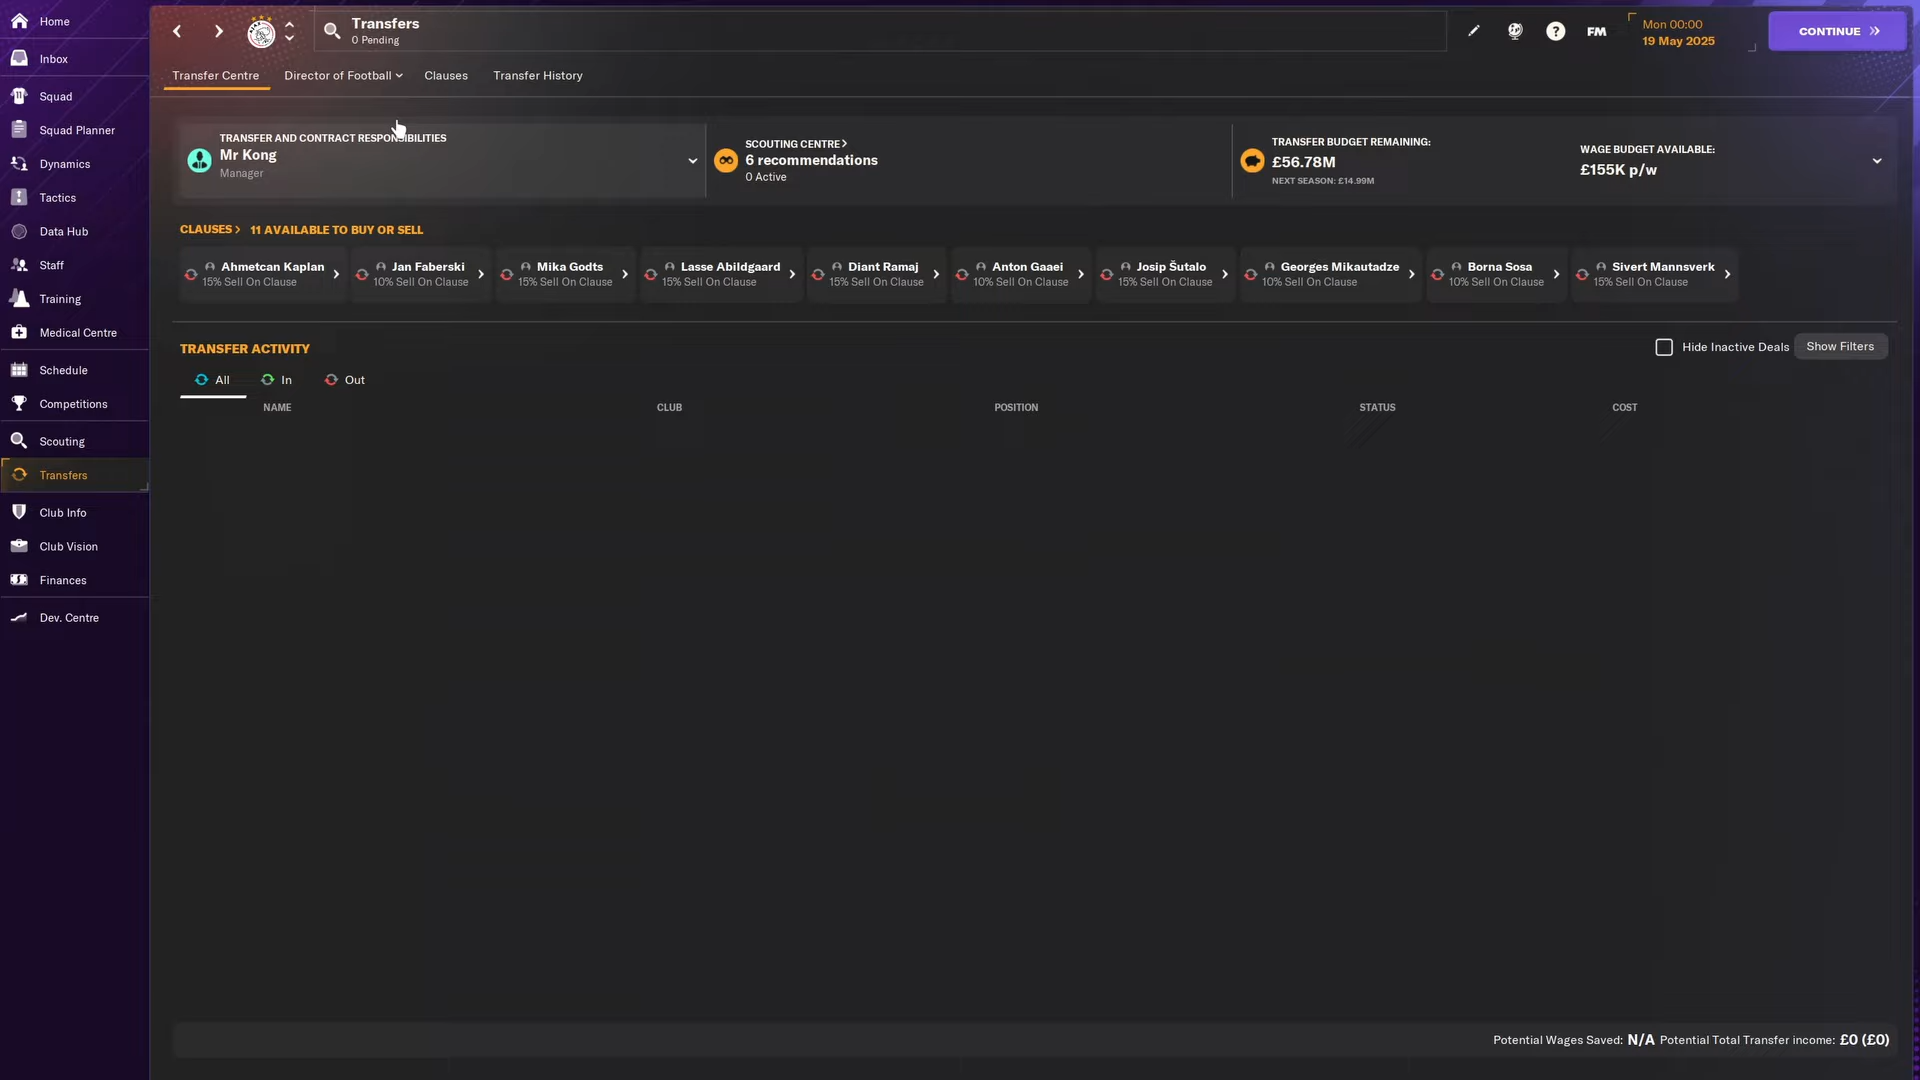 Home
Inbox
Squad
Squad Planner
Dynamics
Tactics
Data Hub
Staff
Training
Medical Centre
Schedule
Competitions
Scouting
Transfers
Club Info
Club Vision
Finances
Dev. Centre
Transfers
0 Pending
FM
Mon 00:00
19 May 2025
CONTINUE
Transfer Centre
Director of Football
Clauses
Transfer History
TRANSFER AND CONTRACT RESPONSIBILITIES
Mr Kong
Manager
SCOUTING CENTRE
6 recommendations
0 Active
TRANSFER BUDGET REMAINING:
£56.78M
NEXT SEASON: £14.99M
WAGE BUDGET AVAILABLE:
£155K p/w
CLAUSES 11 AVAILABLE TO BUY OR SELL
Ahmetcan Kaplan
15% Sell On Clause
Jan Faberski
10% Sell On Clause
Mika Godts
15% Sell On Clause
Lasse Abildgaard
15% Sell On Clause
Diant Ramaj
15% Sell On Clause
Anton Gaaei
10% Sell On Clause
Josip Šutalo
15% Sell On Clause
Georges Mikautadze
10% Sell On Clause
Borna Sosa
10% Sell On Clause
Sivert Mannsverk
15% Sell On Clause
TRANSFER ACTIVITY
Hide Inactive Deals
Show Filters
All
In
Out
NAME CLUB POSITION STATUS COST
Potential Wages Saved: N/A Potential Total Transfer income: £0 (£0)